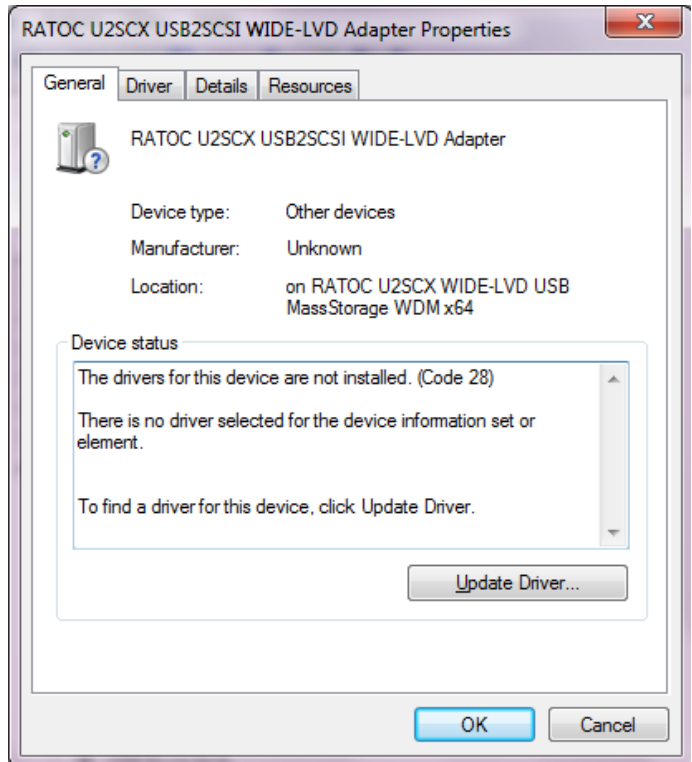 RATOC U2SCX USB2SCSI WIDE-LVD Adapter Properties
General Driver Details Resources
RATOC U2SCX USB2SCSI WIDE-LVD Adapter
Device type: Other devices
Manufacturer: Unknown
Location: on RATOC U2SCX WIDE-LVD USB
MassStorage WDM x64
Device status
The drivers for this device are not installed. (Code 28)
There is no driver selected for the device information set or
element.
To find a driver for this device, click Update Driver.
Update Driver...
OK Cancel